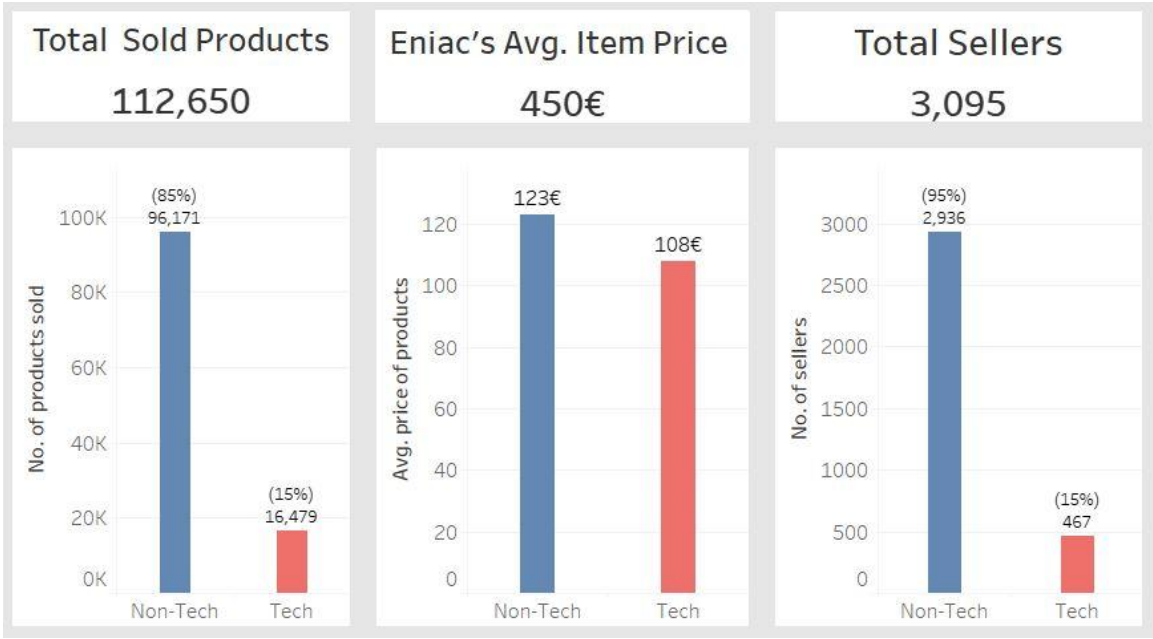 Total Sold Products
112,650
Eniac's Avg. Item Price
450€
Total Sellers
3,095
No. of products sold
100K
80K
60K
40K
20K
0K
(85%)
96,171
(15%)
16,479
Non-Tech
Tech
Avg. price of products
120
100
80
60
40
20
0
123€
108€
Non-Tech
Tech
No. of sellers
3000
2500
2000
1500
1000
500
0
(95%)
2,936
(15%)
467
Non-Tech
Tech